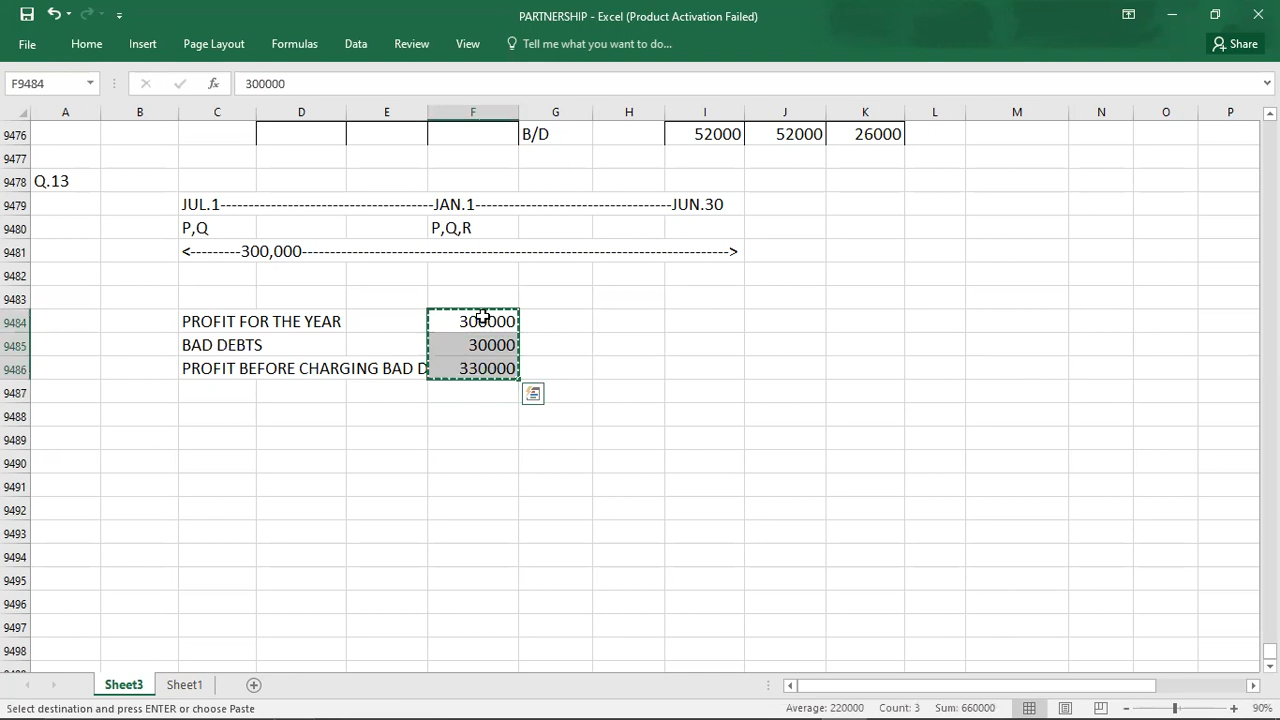 PARTNERSHIP - Excel (Product Activation Failed)
File Home Insert Page Layout Formulas Data Review View Tell me what you want to do... Share
F9484 fx 300000
A B C D E F G H I J K L M N O P
9476 B/D 52000 52000 26000
9477
9478 Q.13
9479 JUL.1-------------------------------------JAN.1----------------------------------JUN.30
9480 P,Q P,Q,R
9481 <---------300,000-------------------------------------------------------------------------------->
9482
9483
9484 PROFIT FOR THE YEAR 300000
9485 BAD DEBTS 30000
9486 PROFIT BEFORE CHARGING BAD D 330000
9487
9488
9489
9490
9491
9492
9493
9494
9495
9496
9497
9498
Sheet3 Sheet1
Select destination and press ENTER or choose Paste Average: 220000 Count: 3 Sum: 660000 90%